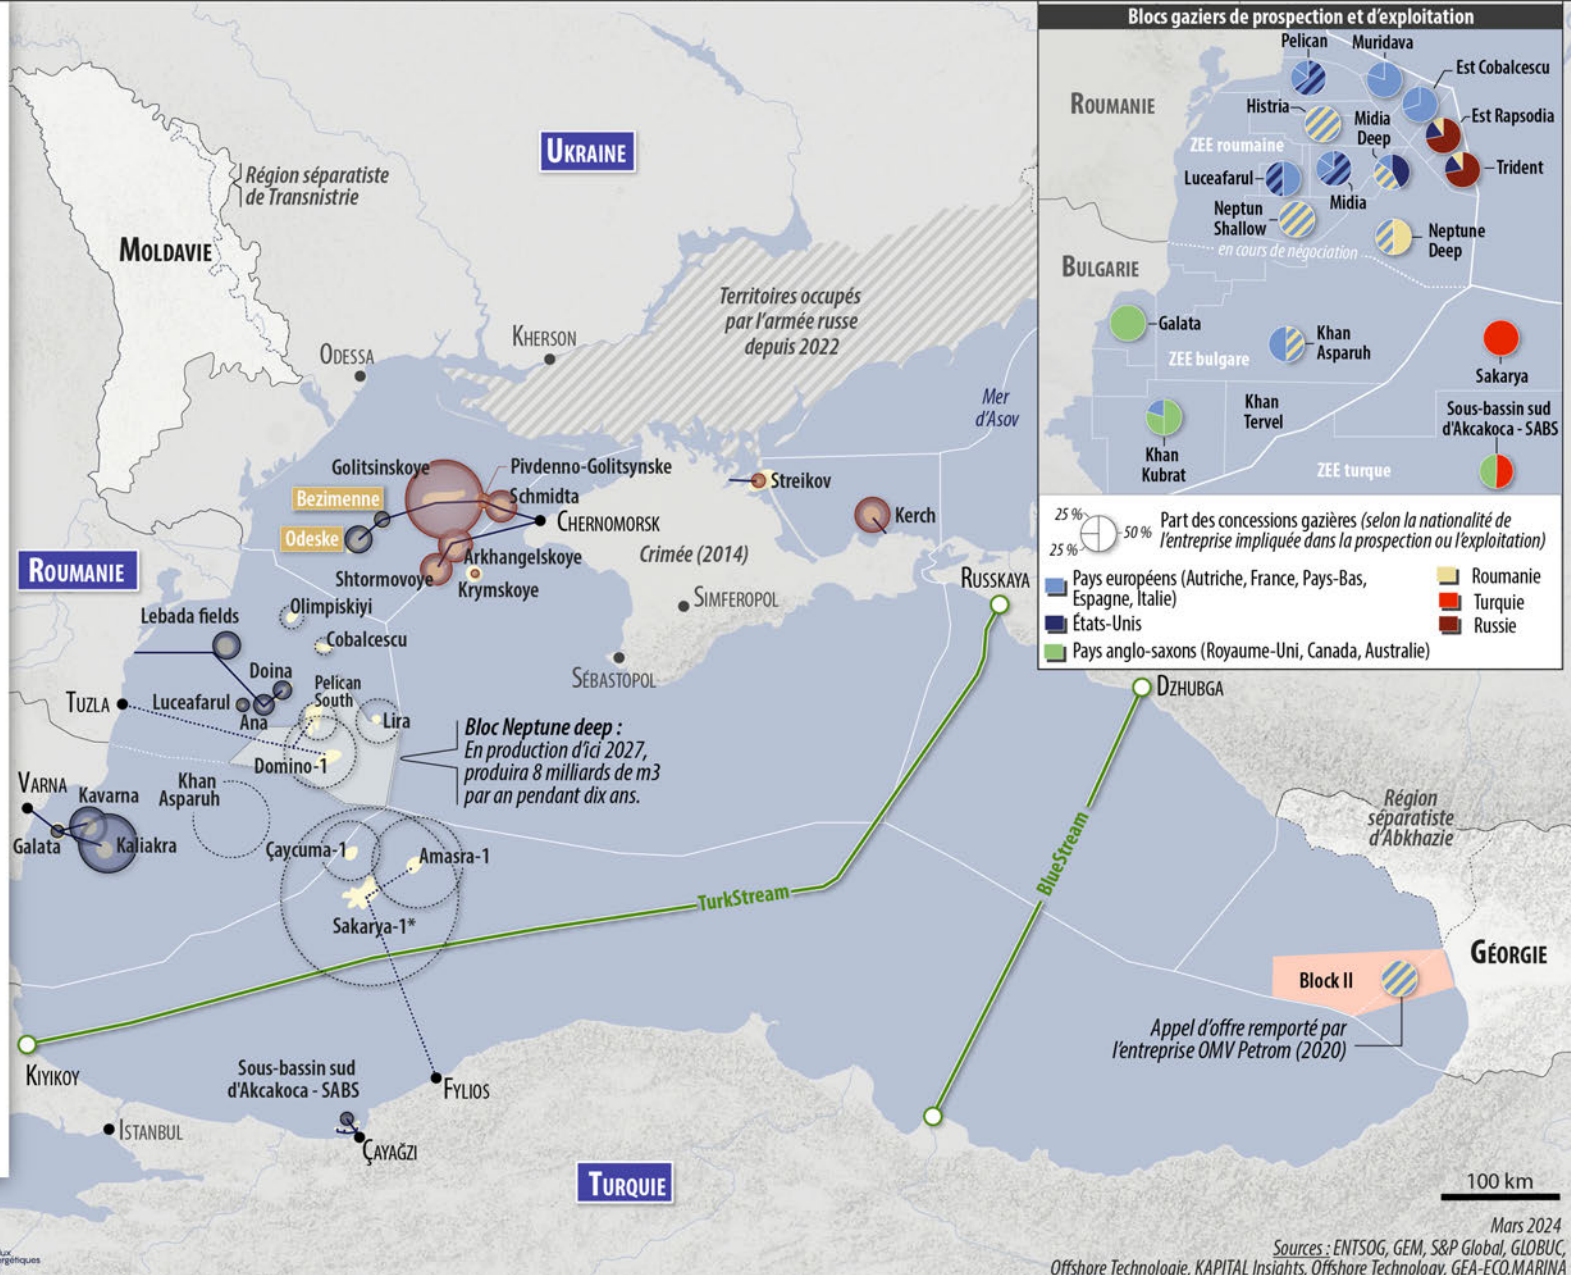 Blocs gaziers de prospection et d'exploitation
Pelican
Muridava
Est Cobalcescu
ROUMANIE
Histria
Midia
Deep
Est Rapsodia
ZEE roumaine
Trident
Luceafarul
Midia
Neptun
Shallow
Neptune
Deep
en cours de négociation
BULGARIE
Galata
Khan
Asparuh
ZEE bulgare
Sakarya
Khan
Tervel
Sous-bassin sud
d'Akcakoca - SABS
Khan
Kubrat
ZEE turque
25 %
50 %
25 %
Part des concessions gazières (selon la nationalité de
l'entreprise impliquée dans la prospection ou l'exploitation)
Pays européens (Autriche, France, Pays-Bas,
Espagne, Italie)
États-Unis
Pays anglo-saxons (Royaume-Uni, Canada, Australie)
Roumanie
Turquie
Russie
UKRAINE
Région séparatiste
de Transnistrie
MOLDAVIE
Territoires occupés
par l'armée russe
depuis 2022
KHERSON
ODESSA
Mer
d'Asov
Golitsinskoye
Pivdenno-Golitsynske
Bezimenne
Schmidta
Streikov
Odeske
CHERNOMORSK
Kerch
Arkhangelskoye
Crimée (2014)
Shtormovoye
Krymskoye
ROUMANIE
RUSSKAYA
SIMFEROPOL
Olimpiskiyi
Lebada fields
Cobalcescu
SÉBASTOPOL
Doina
Pelican
South
DZHUBGA
TUZLA
Luceafarul
Ana
Lira
Bloc Neptune deep :
En production d'ici 2027,
produira 8 milliards de m3
par an pendant dix ans.
Domino-1
VARNA
Kavarna
Khan
Asparuh
Galata
Kaliakra
Çaycuma-1
Amasra-1
Région
séparatiste
d'Abkhazie
BlueStream
TurkStream
Sakarya-1*
GÉORGIE
Block II
Appel d'offre remporté par
l'entreprise OMV Petrom (2020)
KIYIKOY
Sous-bassin sud
d'Akcakoca - SABS
FYLIOS
ISTANBUL
ÇAYAĞZI
TURQUIE
100 km
Mars 2024
Sources : ENTSOG, GEM, S&P Global, GLOBUC,
Offshore Technologie, KAPITAL Insights, Offshore Technology, GEA-ECO.MARINA